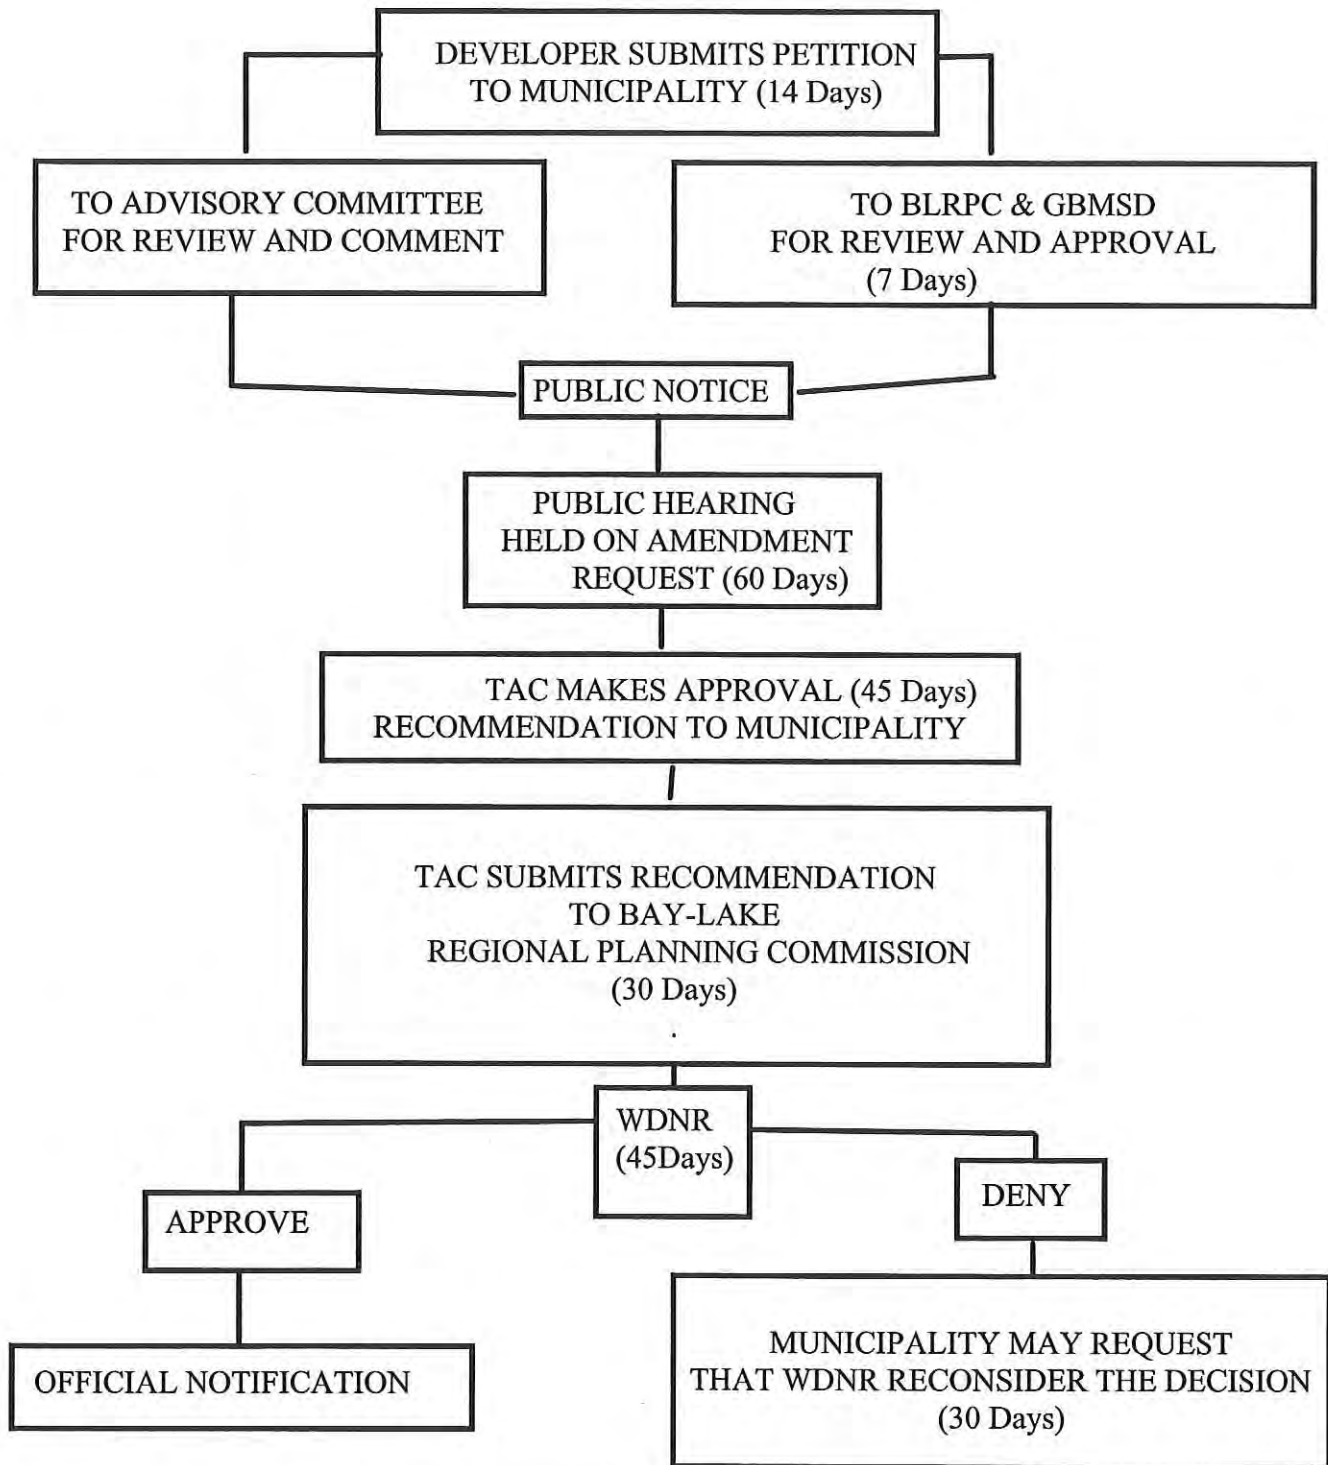 DEVELOPER SUBMITS PETITION
TO MUNICIPALITY (14 Days)
TO ADVISORY COMMITTEE
FOR REVIEW AND COMMENT
TO BLRPC & GBMSD
FOR REVIEW AND APPROVAL
(7 Days)
PUBLIC NOTICE
PUBLIC HEARING
HELD ON AMENDMENT
REQUEST (60 Days)
TAC MAKES APPROVAL (45 Days)
RECOMMENDATION TO MUNICIPALITY
TAC SUBMITS RECOMMENDATION
TO BAY-LAKE
REGIONAL PLANNING COMMISSION
(30 Days)
.
WDNR
(45Days)
APPROVE
DENY
OFFICIAL NOTIFICATION
MUNICIPALITY MAY REQUEST
THAT WDNR RECONSIDER THE DECISION
(30 Days)